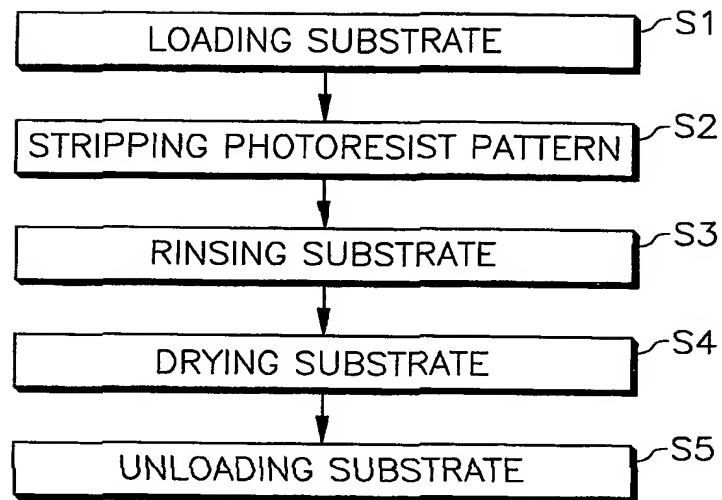 LOADING SUBSTRATE
S1
STRIPPING PHOTORESIST PATTERN
S2
RINSING SUBSTRATE
S3
DRYING SUBSTRATE
S4
UNLOADING SUBSTRATE
S5